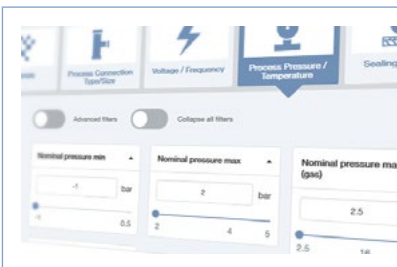 Process Connection
Type/Size
Voltage / Frequency
Process Pressure /
Temperature
Sealing
Advanced filters
Collapse all filters
Nominal pressure min
-1
bar
-1
0.5
Nominal pressure max
2
bar
2
4
5
Nominal pressure ma
(gas)
2.5
2.5
16